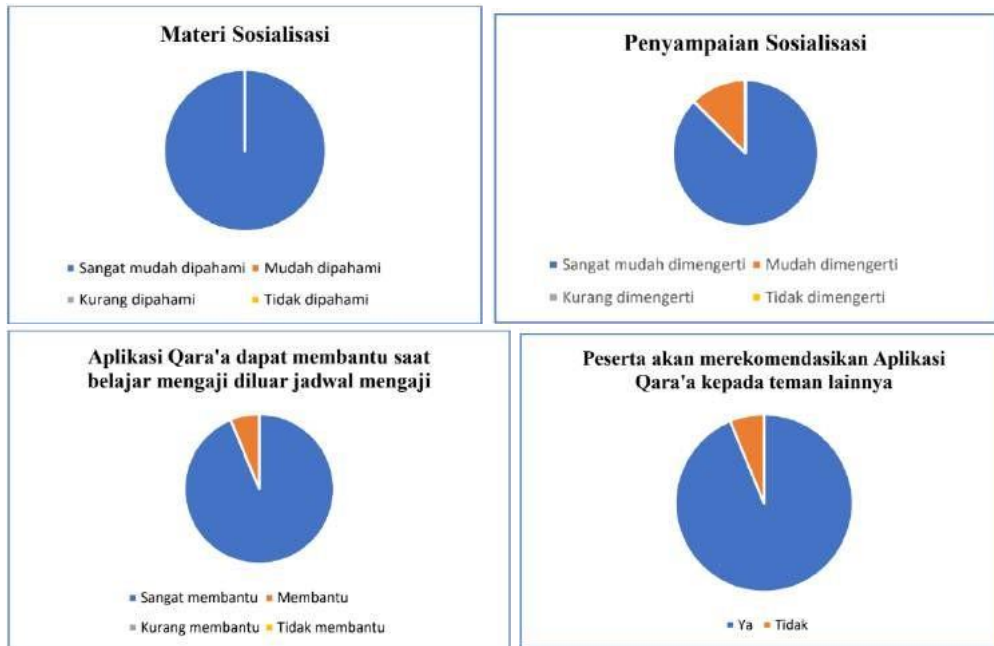 Materi Sosialisasi
Sangat mudah dipahami Mudah dipahami
Kurang dipahami Tidak dipahami
Penyampaian Sosialisasi
Sangat mudah dimengerti Mudah dimengerti
Kurang dimengerti Tidak dimengerti
Aplikasi Qara'a dapat membantu saat
belajar mengaji diluar jadwal mengaji
Sangat membantu Membantu
Kurang membantu Tidak membantu
Peserta akan merekomendasikan Aplikasi
Qara'a kepada teman lainnya
Ya Tidak